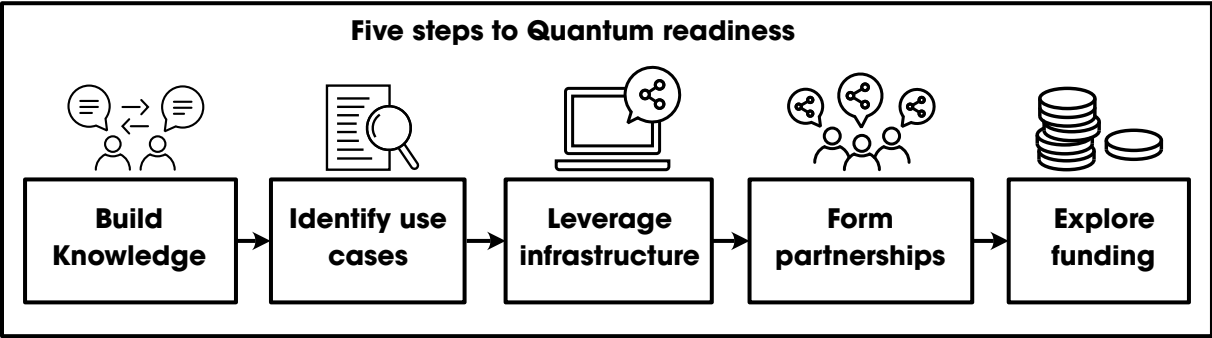 Five steps to Quantum readiness
Build
Knowledge
Identify use
cases
Leverage
infrastructure
Form
partnerships
Explore
funding